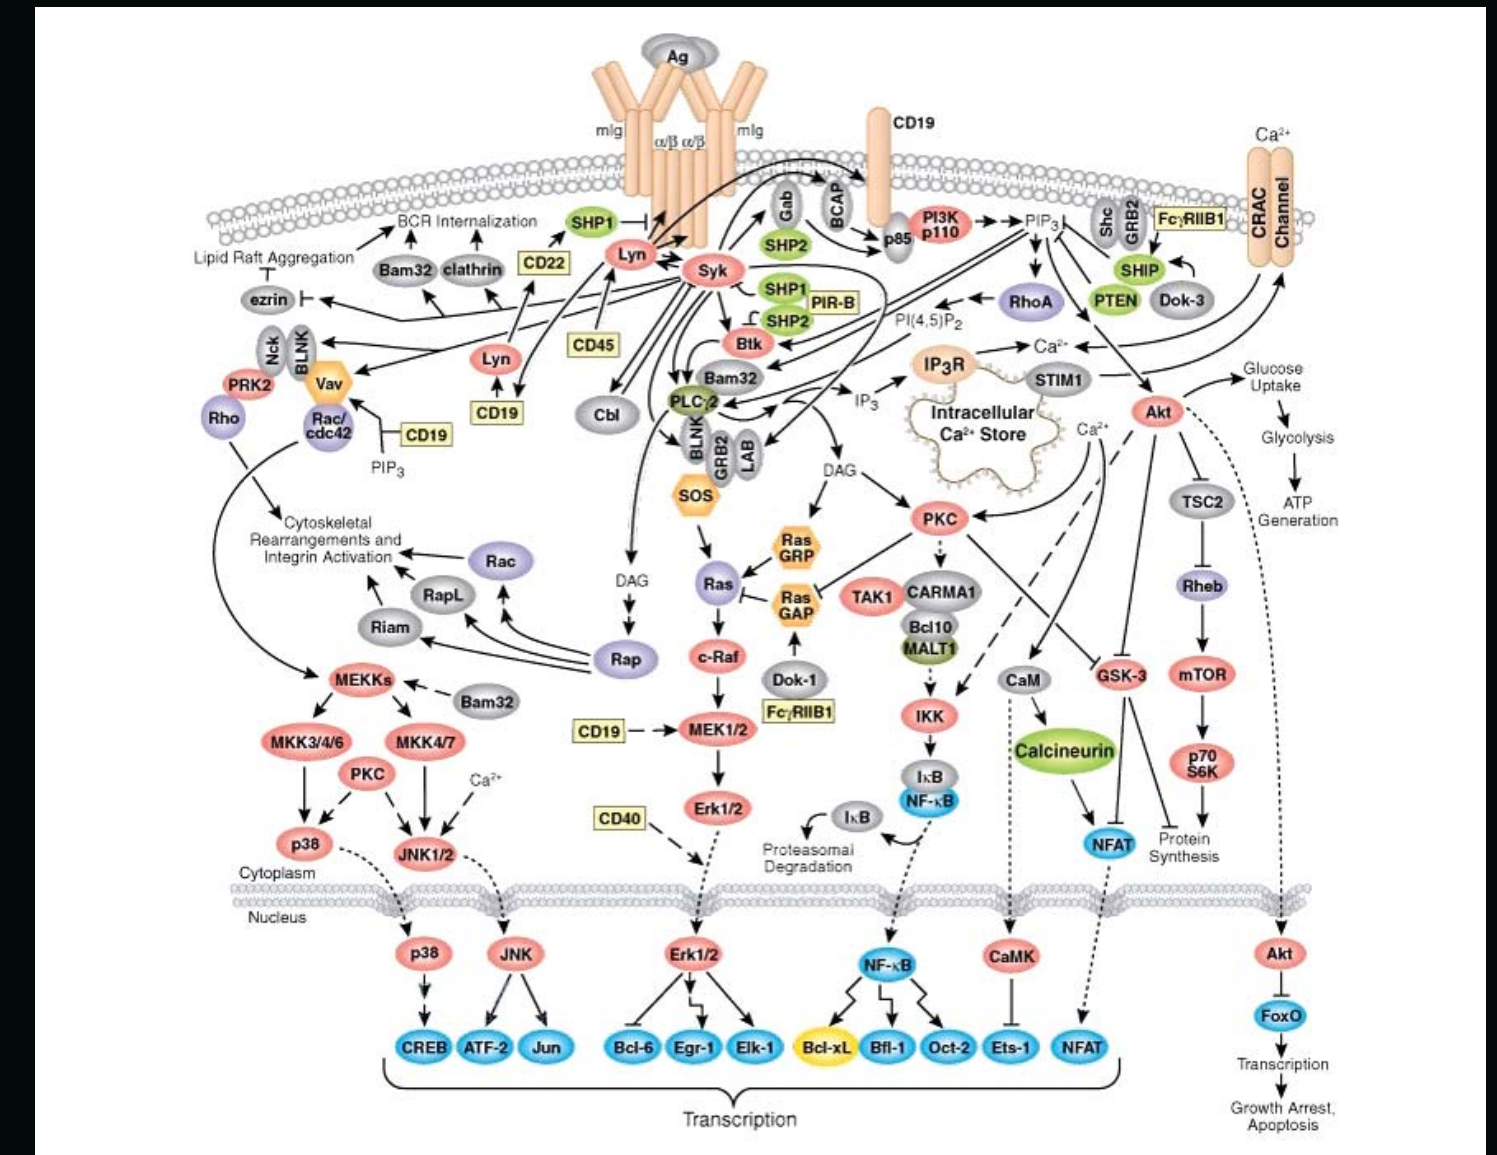 Ag
mIg
α/β α/β
mIg
CD19
Ca²⁺
CRAC
Channel
BCR Internalization
SHP1
Lyn
Gab
BCAP
SHP2
p85
PI3K
p110
PIP₃
Shc
GRB2
FcγRIIB1
Lipid Raft Aggregation
Bam32
clathrin
CD22
Syk
SHIP
ezrin
SHP1
PIR-B
SHP2
RhoA
PTEN
Dok-3
PI(4,5)P₂
Nck
BLNK
Lyn
CD45
Btk
IP₃R
Ca²⁺
STIM1
Glucose
Uptake
PRK2
Vav
Bam32
PLCγ2
IP₃
Intracellular
Ca²⁺ Store
Akt
Rho
Rac/
cdc42
CD19
CD19
Cbl
Ca²⁺
Glycolysis
PIP₃
BLNK
GRB2
LAB
DAG
SOS
TSC2
ATP
Generation
Cytoskeletal
Rearrangements and
Integrin Activation
PKC
Rac
Ras
GRP
DAG
Ras
Rheb
RapL
Ras
GAP
TAK1
CARMA1
Riam
Bcl10
MALT1
Rap
c-Raf
MEKKs
Dok-1
CaM
GSK-3
mTOR
Bam32
FcγRIIB1
IKK
CD19
MEK1/2
MKK3/4/6
MKK4/7
Calcineurin
p70
S6K
PKC
Ca²⁺
IκB
NF-κB
CD40
Erk1/2
IκB
p38
JNK1/2
Proteasomal
Degradation
NFAT
Protein
Synthesis
Cytoplasm
Nucleus
p38
JNK
Erk1/2
NF-κB
CaMK
Akt
FoxO
CREB
ATF-2
Jun
Bcl-6
Egr-1
Elk-1
Bcl-xL
Bfl-1
Oct-2
Ets-1
NFAT
Transcription
Growth Arrest,
Apoptosis
Transcription